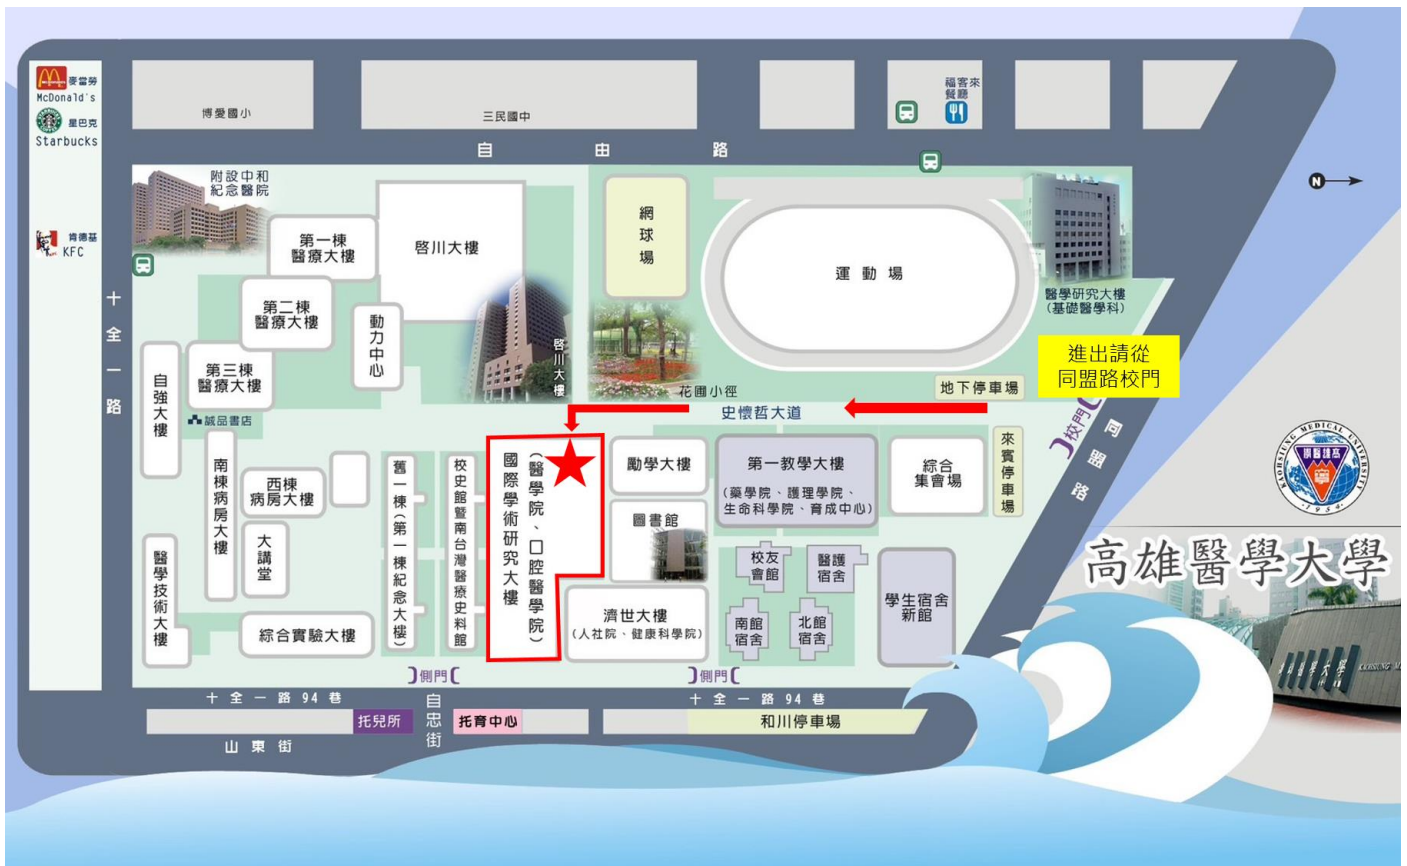 麥當勞
McDonald's
星巴克
Starbucks
肯德基
KFC
博愛國小
三民國中
福客來
餐廳
自由路
N
附設中和
紀念醫院
第一棟
醫療大樓
啓川大樓
網球場
運動場
醫學研究大樓
(基礎醫學科)
第二棟
醫療大樓
動力中心
啓川大樓
十全一路
自強大樓
第三棟
醫療大樓
誠品書店
花圃小徑
史懷哲大道
地下停車場
進出請從
同盟路校門
校門
同盟路
南棟病房大樓
西棟
病房大樓
大講堂
舊一棟(第一棟紀念大樓)
校史館暨南台灣醫療史料館
國際學術研究大樓
(醫學院、口腔醫學院)
勵學大樓
圖書館
第一教學大樓
(藥學院、護理學院、
生命科學院、育成中心)
綜合
集會場
來賓停車場
醫學技術大樓
綜合實驗大樓
濟世大樓
(人社院、健康科學院)
校友
會館
醫護
宿舍
南館
宿舍
北館
宿舍
學生宿舍
新館
側門
側門
十全一路94巷
十全一路94巷
自忠街
托兒所
托育中心
和川停車場
山東街
KAOHSIUNG MEDICAL UNIVERSITY
1954
高雄醫學大學